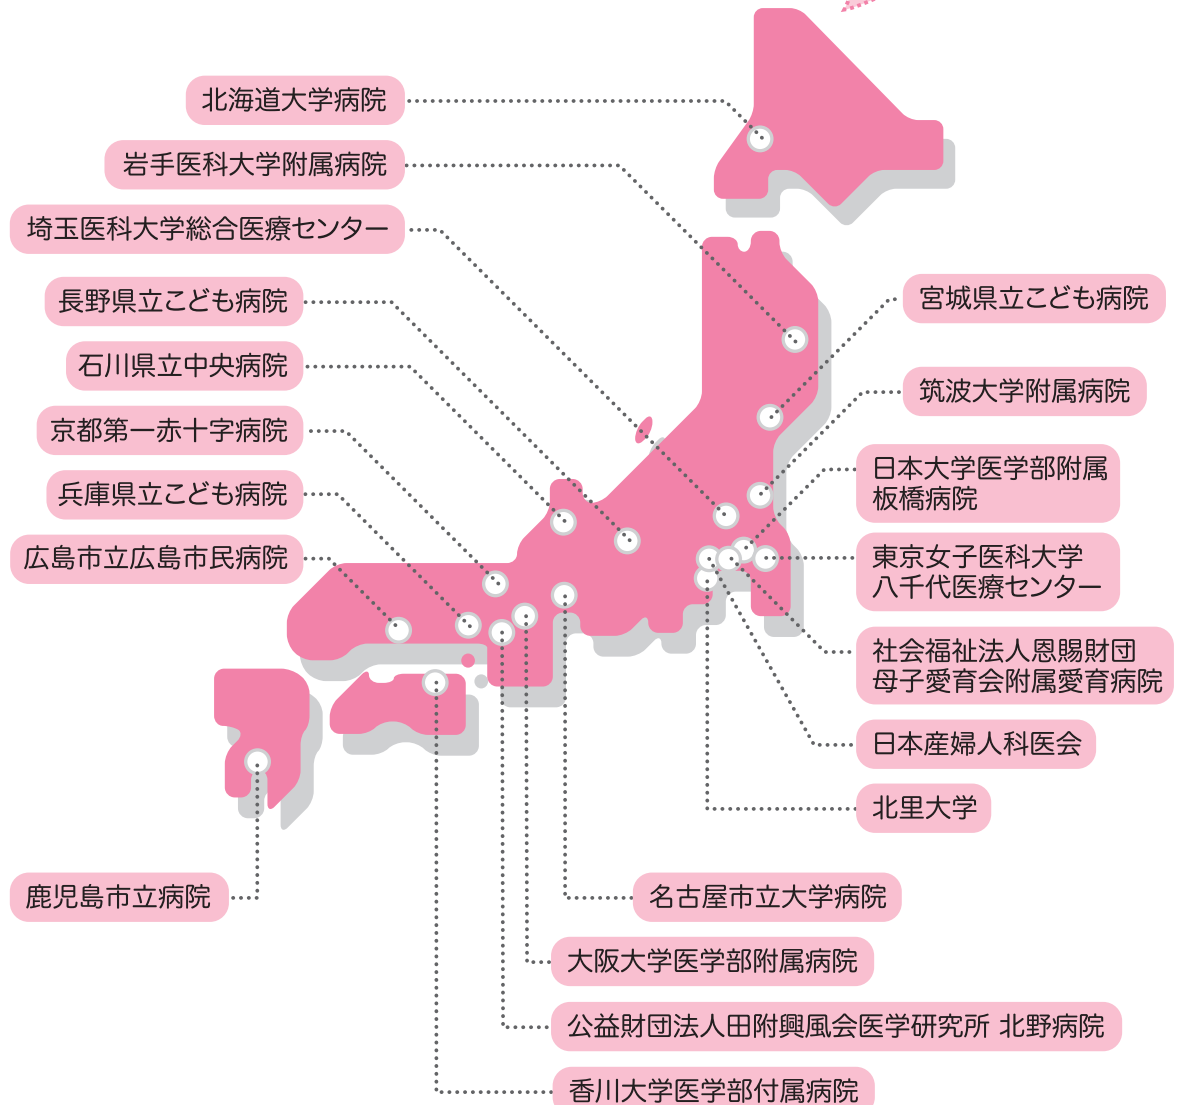 北海道大学病院
岩手医科大学附属病院
埼玉医科大学総合医療センター
長野県立こども病院
石川県立中央病院
京都第一赤十字病院
兵庫県立こども病院
広島市立広島市民病院
宮城県立こども病院
筑波大学附属病院
日本大学医学部附属
板橋病院
東京女子医科大学
八千代医療センター
社会福祉法人恩賜財団
母子愛育会附属愛育病院
日本産婦人科医会
北里大学
鹿児島市立病院
名古屋市立大学病院
大阪大学医学部附属病院
公益財団法人田附興風会医学研究所 北野病院
香川大学医学部付属病院